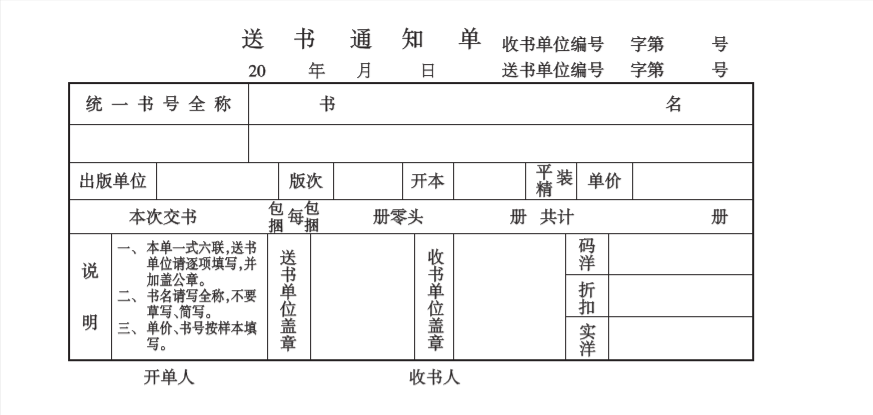 送书通知单 收书单位编号 字第 号
20 年 月 日 送书单位编号 字第 号
统一书号全称 书 名
出版单位 版次 开本 平精装 单价
本次交书 包捆每包捆 册零头 册 共计 册
说明
一、本单一式六联,送书
单位请逐项填写,并
加盖公章。
二、书名请写全称,不要
草写、简写。
三、单价、书号按样本填
写。
送书单位盖章
收书单位盖章
码洋
折扣
实洋
开单人 收书人